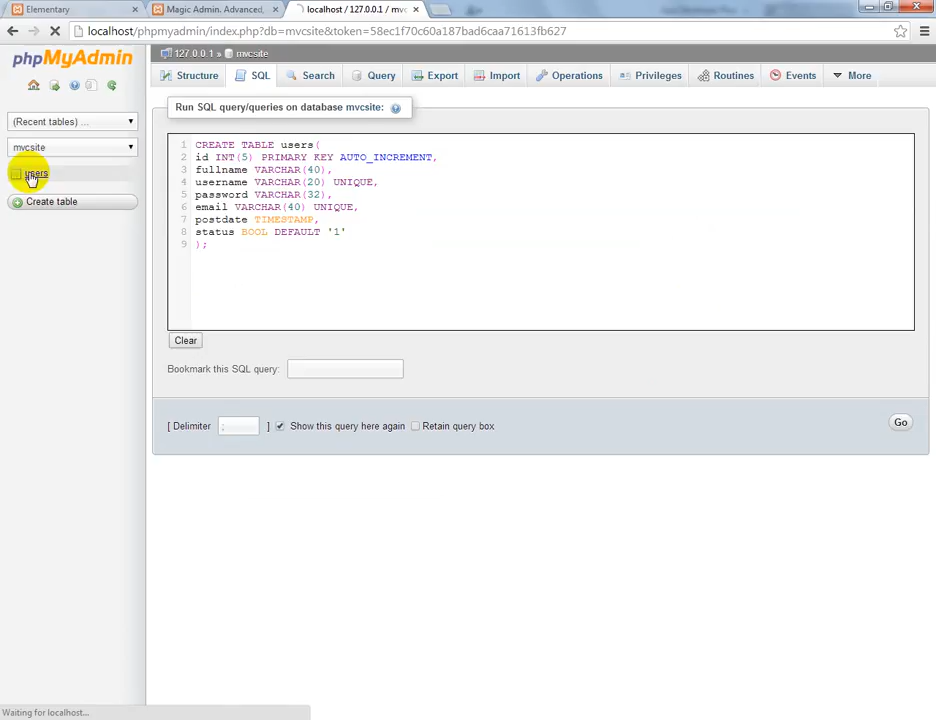 Elementary
Magic Admin. Advanced,
localhost / 127.0.0.1 / mvc
localhost/phpmyadmin/index.php?db=mvcsite&token=58ec1f70c60a187bad6caa71613fb627
phpMyAdmin
(Recent tables) ...
mvcsite
users
Create table
127.0.0.1 » mvcsite
Structure
SQL
Search
Query
Export
Import
Operations
Privileges
Routines
Events
More
Run SQL query/queries on database mvcsite:
1 CREATE TABLE users(
2 id INT(5) PRIMARY KEY AUTO_INCREMENT,
3 fullname VARCHAR(40),
4 username VARCHAR(20) UNIQUE,
5 password VARCHAR(32),
6 email VARCHAR(40) UNIQUE,
7 postdate TIMESTAMP,
8 status BOOL DEFAULT '1'
9 );
Clear
Bookmark this SQL query:
[ Delimiter ; ] Show this query here again Retain query box
Go
Waiting for localhost...